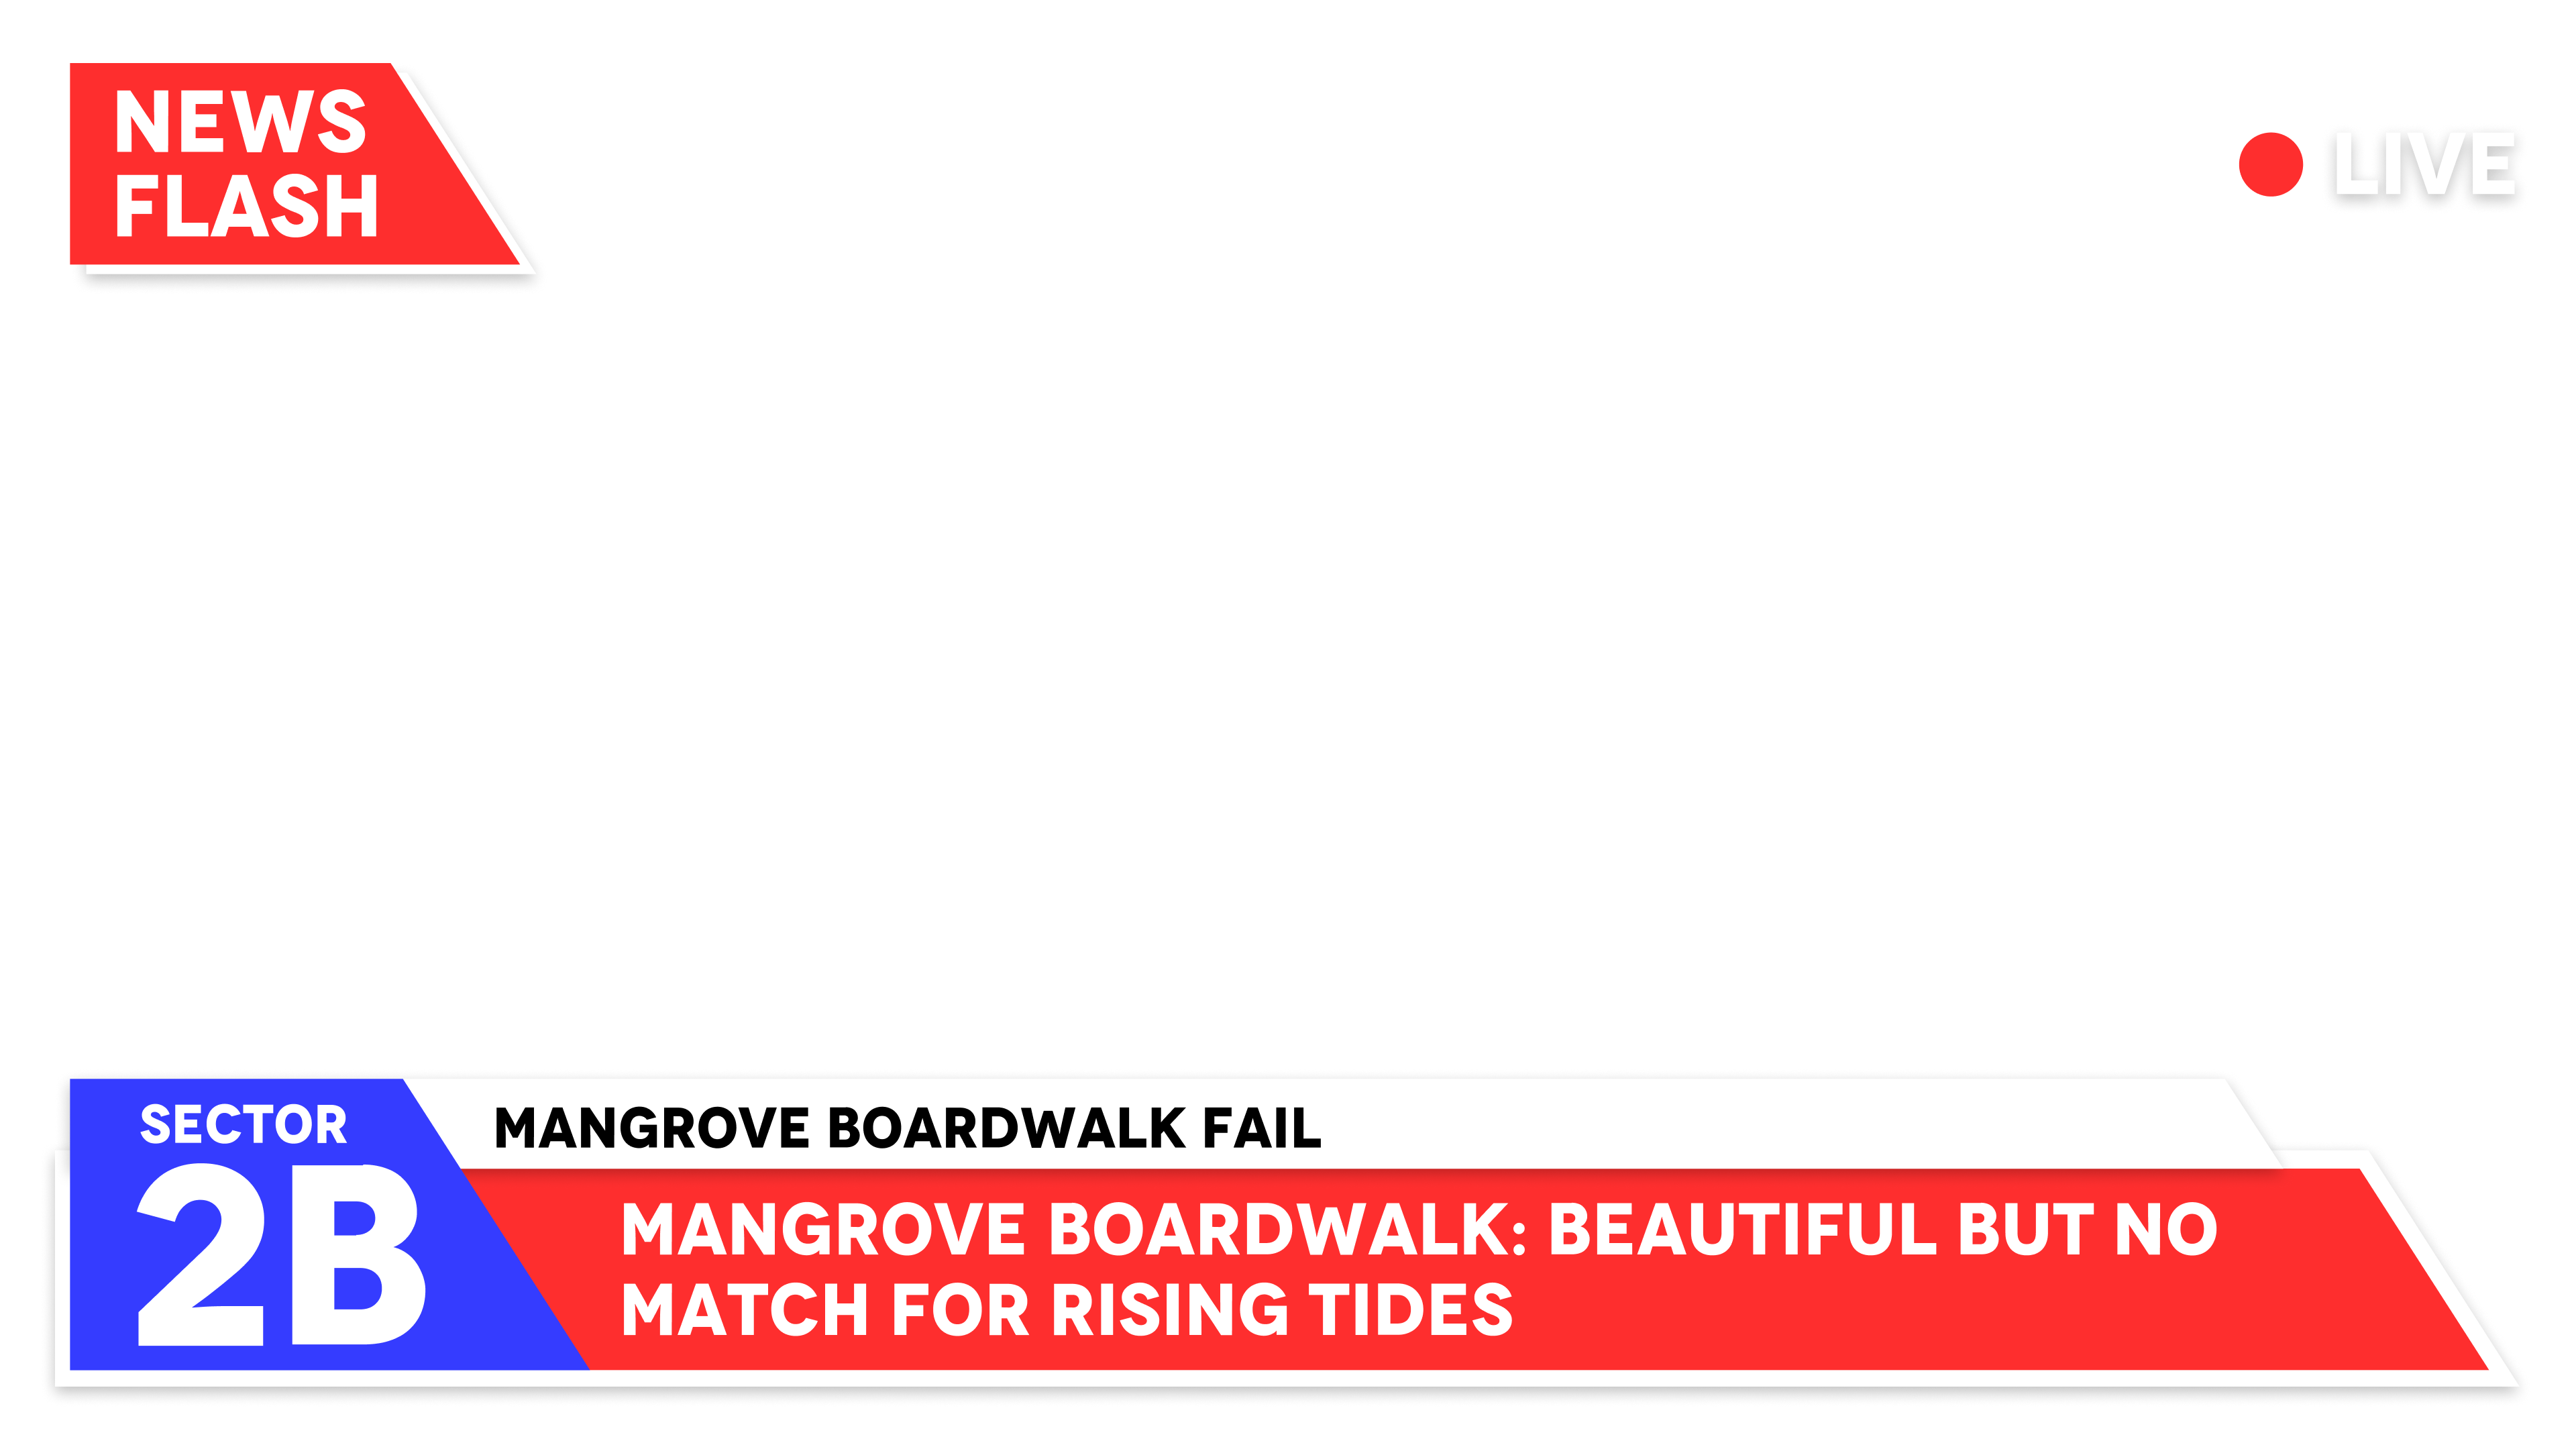 NEWS
FLASH
LIVE
SECTOR
2B
MANGROVE BOARDWALK FAIL
MANGROVE BOARDWALK: BEAUTIFUL BUT NO
MATCH FOR RISING TIDES